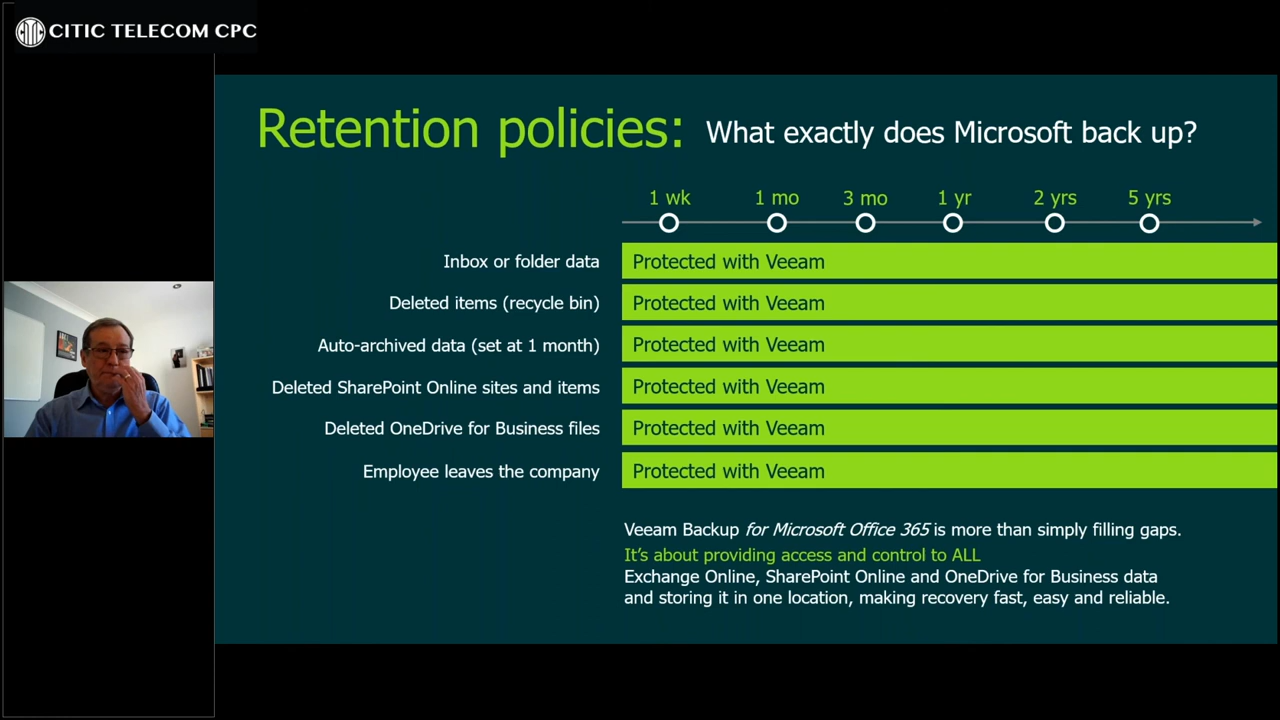 CITIC TELECOM CPC
Retention policies: What exactly does Microsoft back up?
1 wk 1 mo 3 mo 1 yr 2 yrs 5 yrs
Inbox or folder data Protected with Veeam
Deleted items (recycle bin) Protected with Veeam
Auto-archived data (set at 1 month) Protected with Veeam
Deleted SharePoint Online sites and items Protected with Veeam
Deleted OneDrive for Business files Protected with Veeam
Employee leaves the company Protected with Veeam
Veeam Backup for Microsoft Office 365 is more than simply filling gaps.
It's about providing access and control to ALL
Exchange Online, SharePoint Online and OneDrive for Business data
and storing it in one location, making recovery fast, easy and reliable.